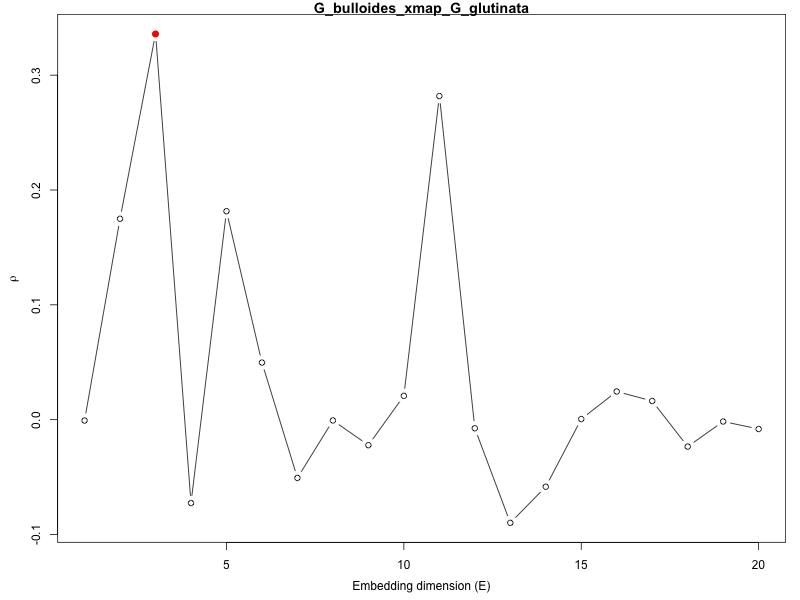 G_bulloides_xmap_G_glutinata
0.3
0.2
0.1
0.0
-0.1
ρ
5 10 15 20
Embedding dimension (E)